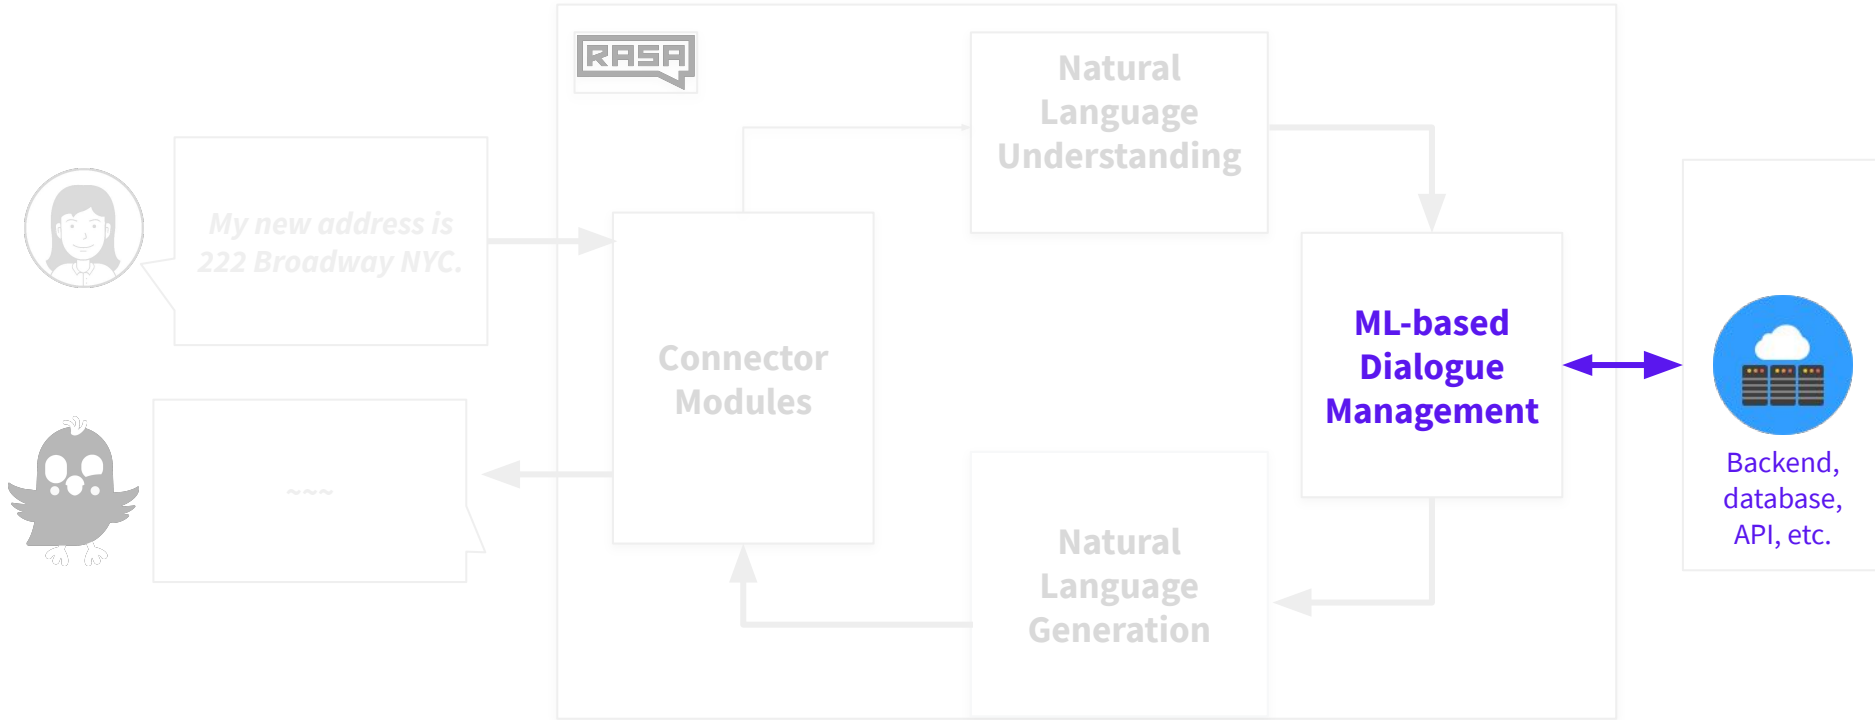 RASA
Natural
Language
Understanding
My new address is
222 Broadway NYC.
Connector
Modules
ML-based
Dialogue
Management
~~~
Natural
Language
Generation
Backend,
database,
API, etc.